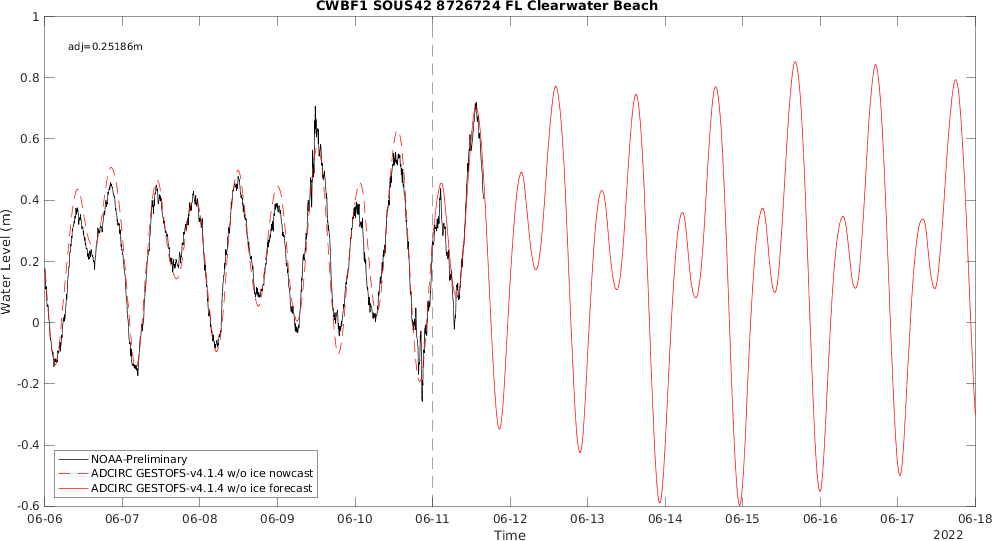 CWBF1 SOUS42 8726724 FL Clearwater Beach
adj=0.25186m
Water Level (m)
1
0.8
0.6
0.4
0.2
0
-0.2
-0.4
-0.6
NOAA-Preliminary
ADCIRC GESTOFS-v4.1.4 w/o ice nowcast
ADCIRC GESTOFS-v4.1.4 w/o ice forecast
06-06 06-07 06-08 06-09 06-10 06-11 06-12 06-13 06-14 06-15 06-16 06-17 06-18
Time
2022